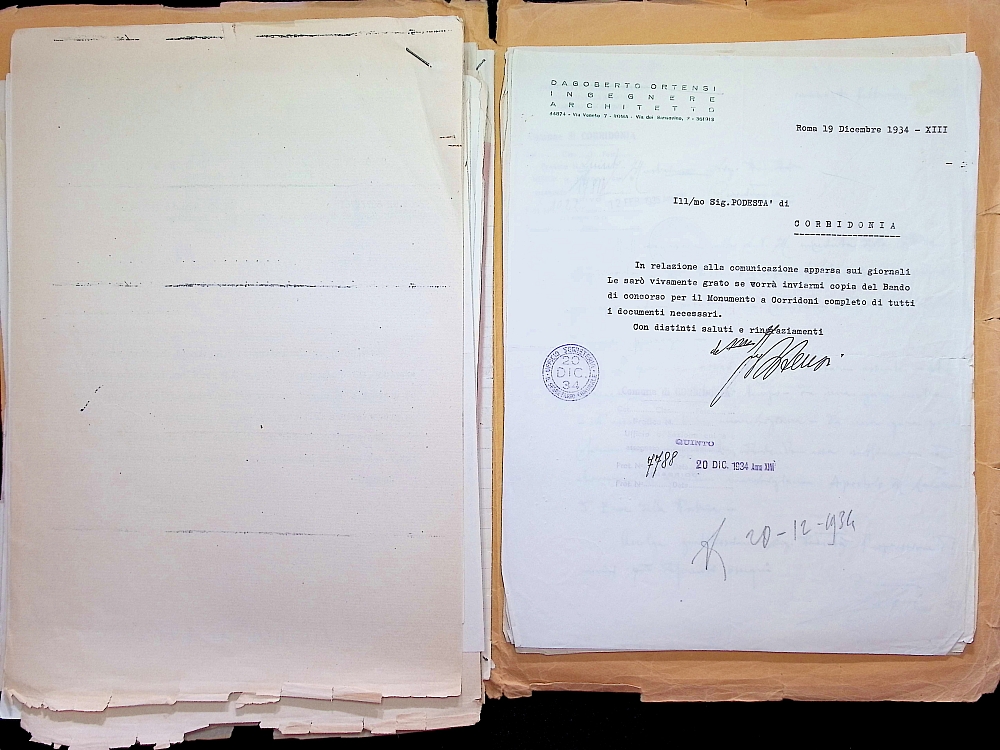 DAGOBERTO ORTENSI
INGEGNERE
ARCHITETTO
Roma 19 Dicembre 1934 - XIII
Ill/mo Sig.PODESTA' di
CORRIDONIA
In relazione alla comunicazione apparsa sui giornali
Le sarò vivamente grato se vorrà inviarmi copia del Bando
di concorso per il Monumento a Corridoni completo di tutti
i documenti necessari.
Con distinti saluti e ringraziamenti
20
DIC.
34
QUINTO
7788 20 DIC. 1934 Anno XIII
20-12-1934